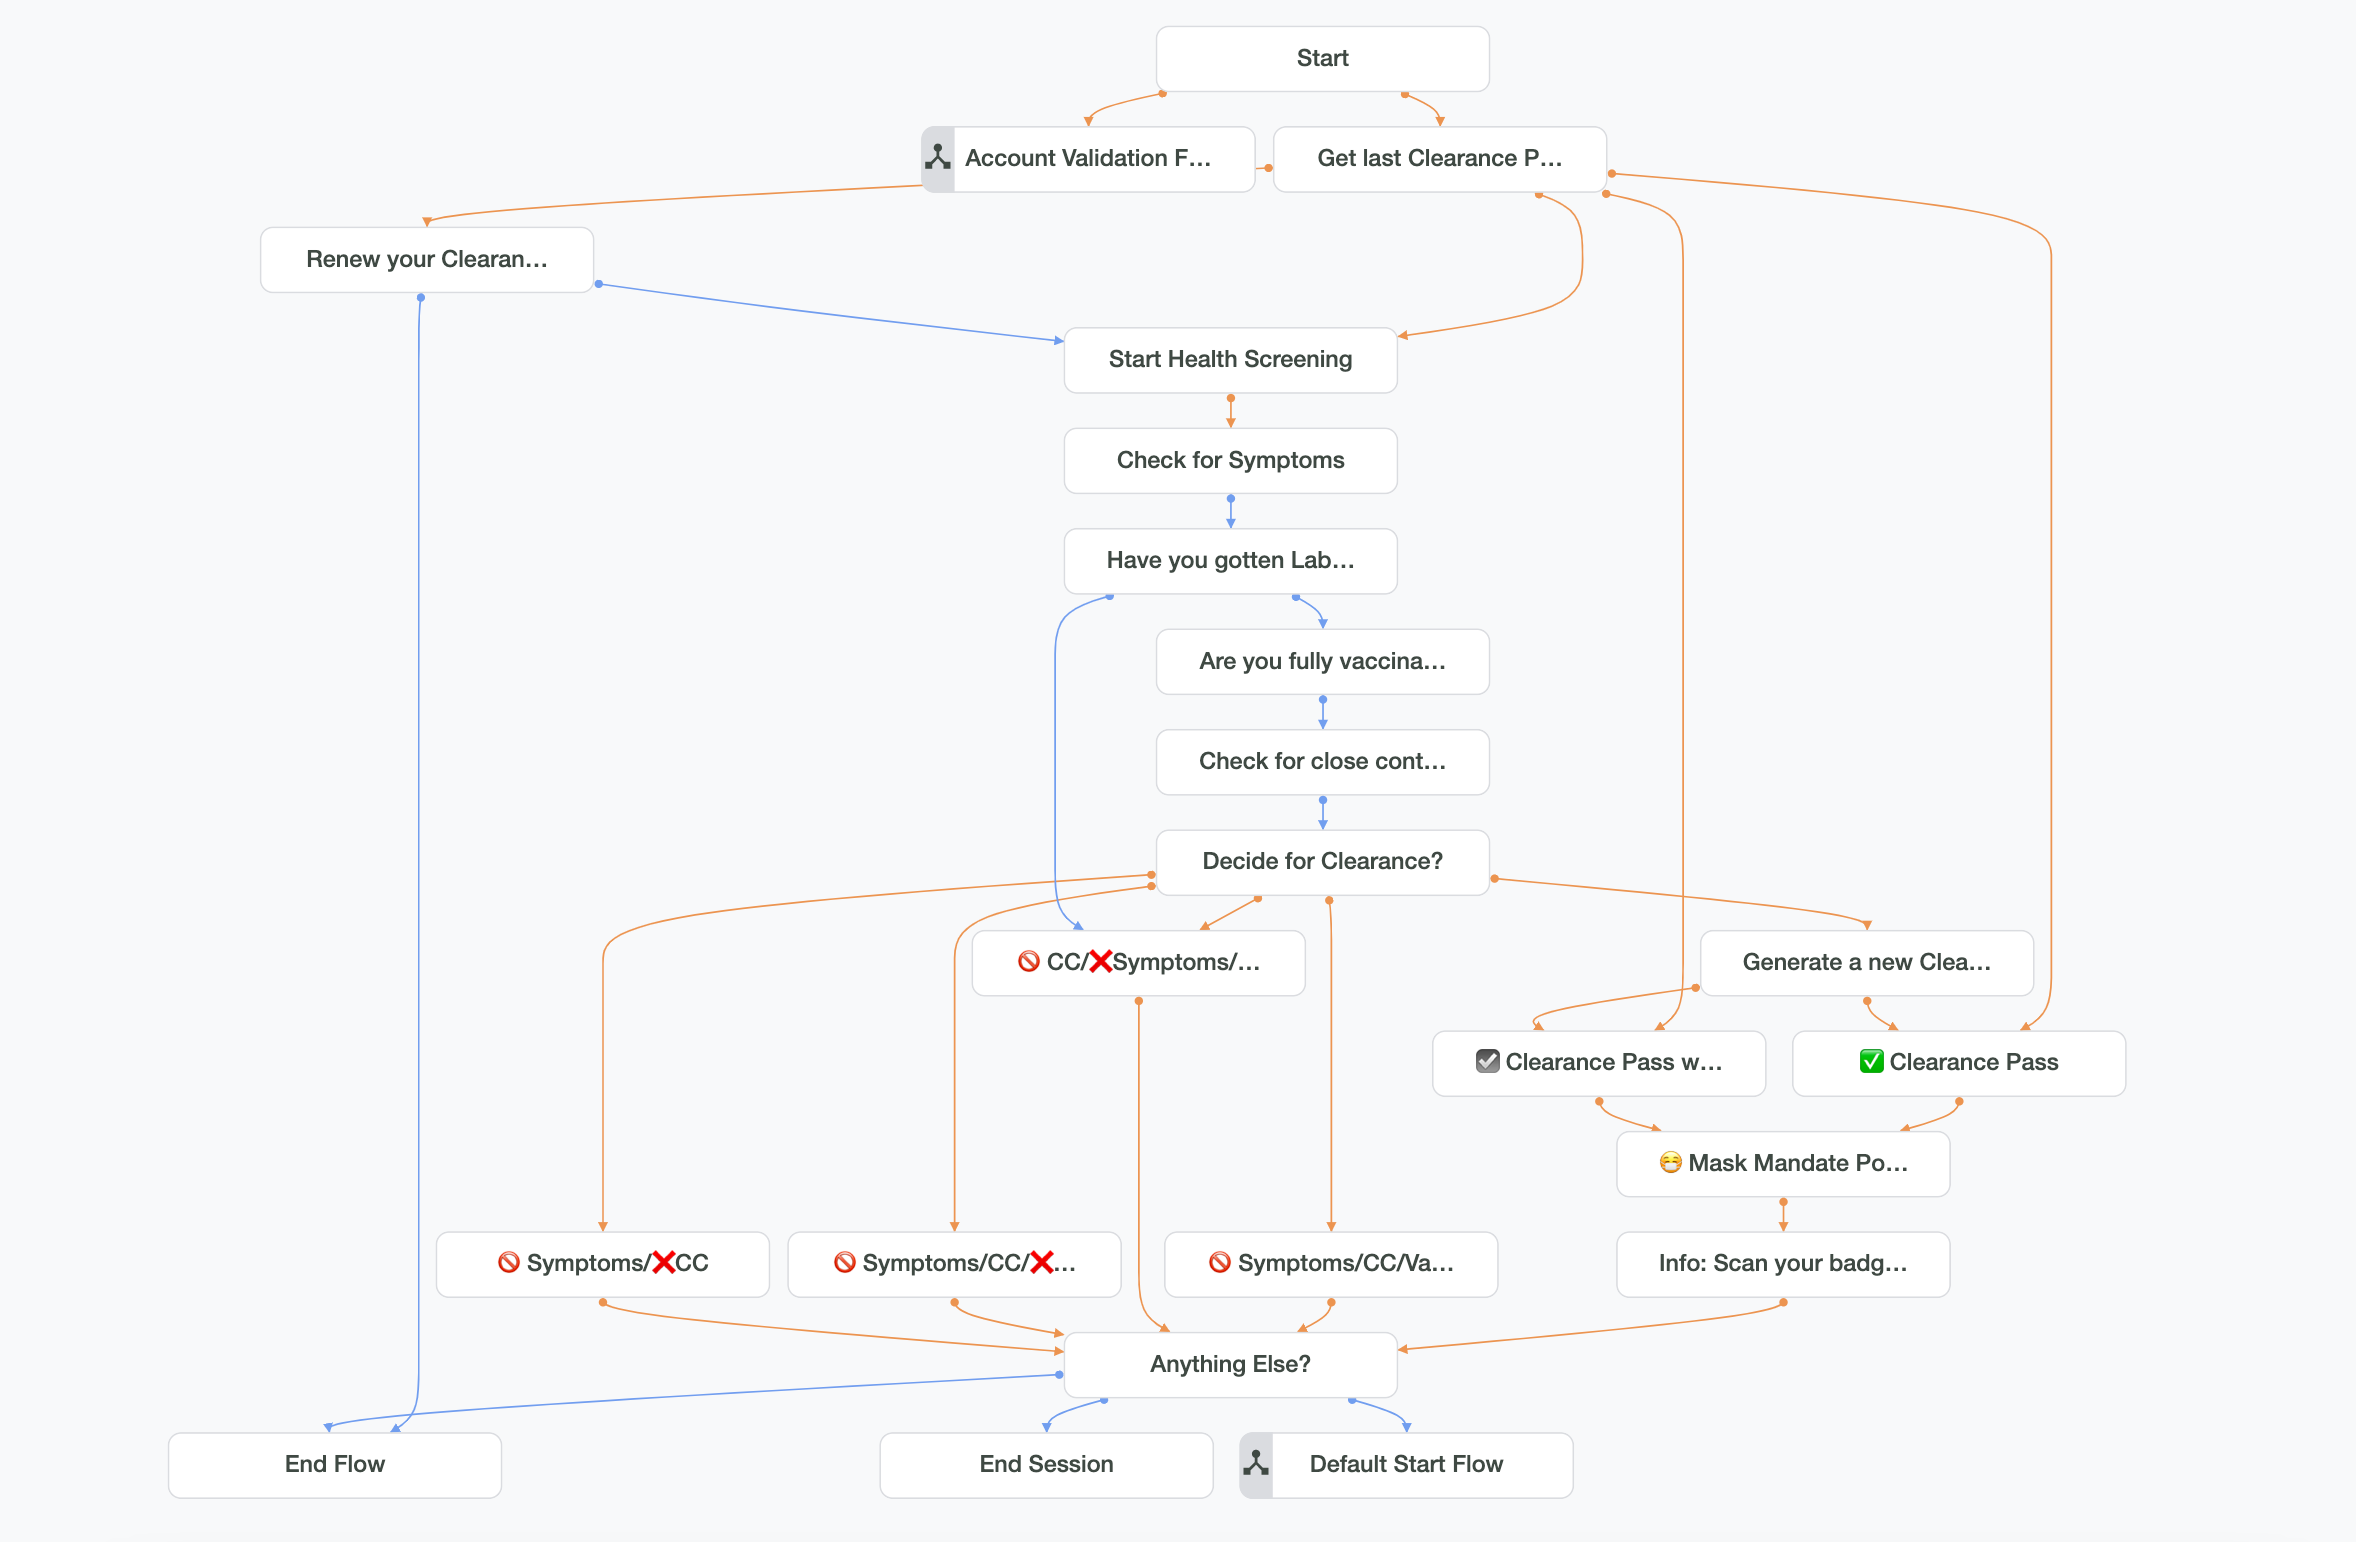 Start
Account Validation F...
Get last Clearance P...
Renew your Clearan...
Start Health Screening
Check for Symptoms
Have you gotten Lab...
Are you fully vaccina...
Check for close cont...
Decide for Clearance?
🚫 CC/❌Symptoms/...
Generate a new Clea...
☑ Clearance Pass w...
✅ Clearance Pass
😷 Mask Mandate Po...
🚫 Symptoms/❌CC
🚫 Symptoms/CC/❌...
🚫 Symptoms/CC/Va...
Info: Scan your badg...
Anything Else?
End Flow
End Session
Default Start Flow